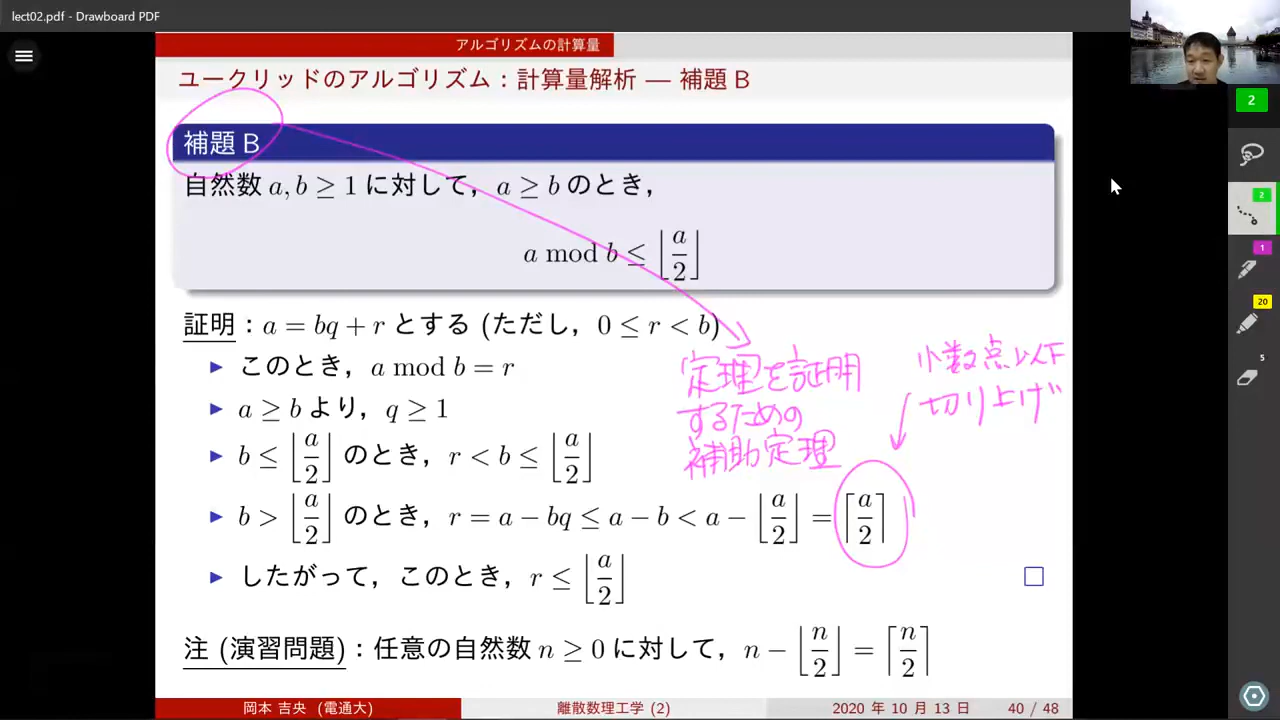 lect02.pdf - Drawboard PDF
アルゴリズムの計算量
ユークリッドのアルゴリズム：計算量解析 — 補題 B
補題 B
自然数 a, b ≥ 1 に対して，a ≥ b のとき，
a mod b ≤ ⌊a/2⌋
証明：a = bq + r とする (ただし，0 ≤ r < b)
▶ このとき，a mod b = r
▶ a ≥ b より，q ≥ 1
▶ b ≤ ⌊a/2⌋ のとき，r < b ≤ ⌊a/2⌋
▶ b > ⌊a/2⌋ のとき，r = a − bq ≤ a − b < a − ⌊a/2⌋ = ⌈a/2⌉
▶ したがって，このとき，r ≤ ⌊a/2⌋
定理を証明
するための
補助定理
小数点以下
切り上げ
注 (演習問題)：任意の自然数 n ≥ 0 に対して，n − ⌊n/2⌋ = ⌈n/2⌉
岡本 吉央 (電通大)
離散数理工学 (2)
2020 年 10 月 13 日
40 / 48
2
2
1
20
5